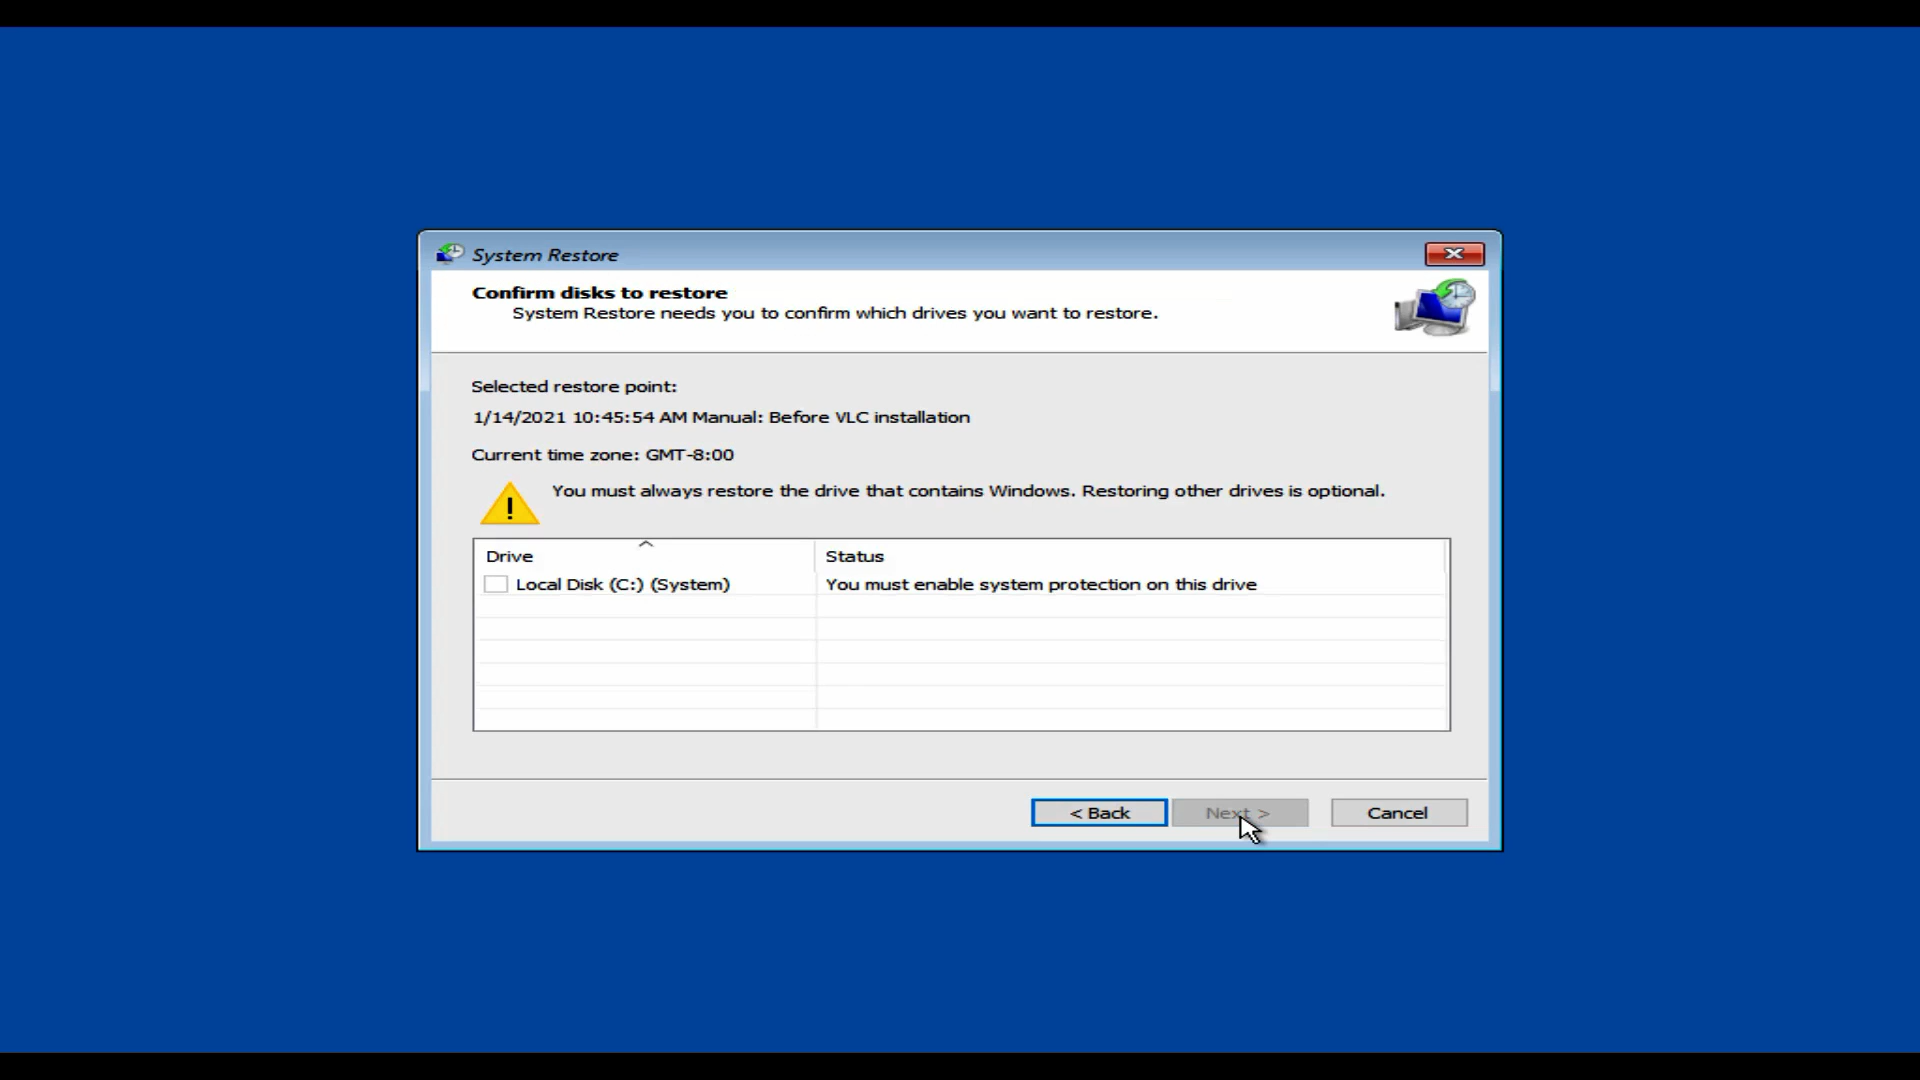 System Restore
Confirm disks to restore
System Restore needs you to confirm which drives you want to restore.
Selected restore point:
1/14/2021 10:45:54 AM Manual: Before VLC installation
Current time zone: GMT-8:00
You must always restore the drive that contains Windows. Restoring other drives is optional.
Drive Status
Local Disk (C:) (System) You must enable system protection on this drive
< Back Next > Cancel